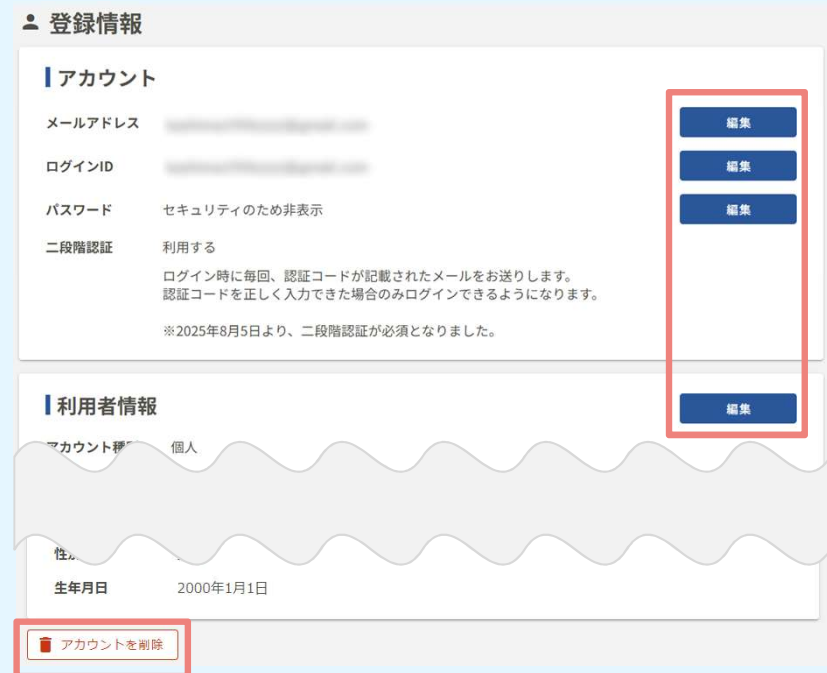 登録情報
アカウント
メールアドレス 編集
ログインID 編集
パスワード セキュリティのため非表示 編集
二段階認証 利用する
ログイン時に毎回、認証コードが記載されたメールをお送りします。
認証コードを正しく入力できた場合のみログインできるようになります。
※2025年8月5日より、二段階認証が必須となりました。
利用者情報 編集
アカウント種 個人
生年月日 2000年1月1日
アカウントを削除